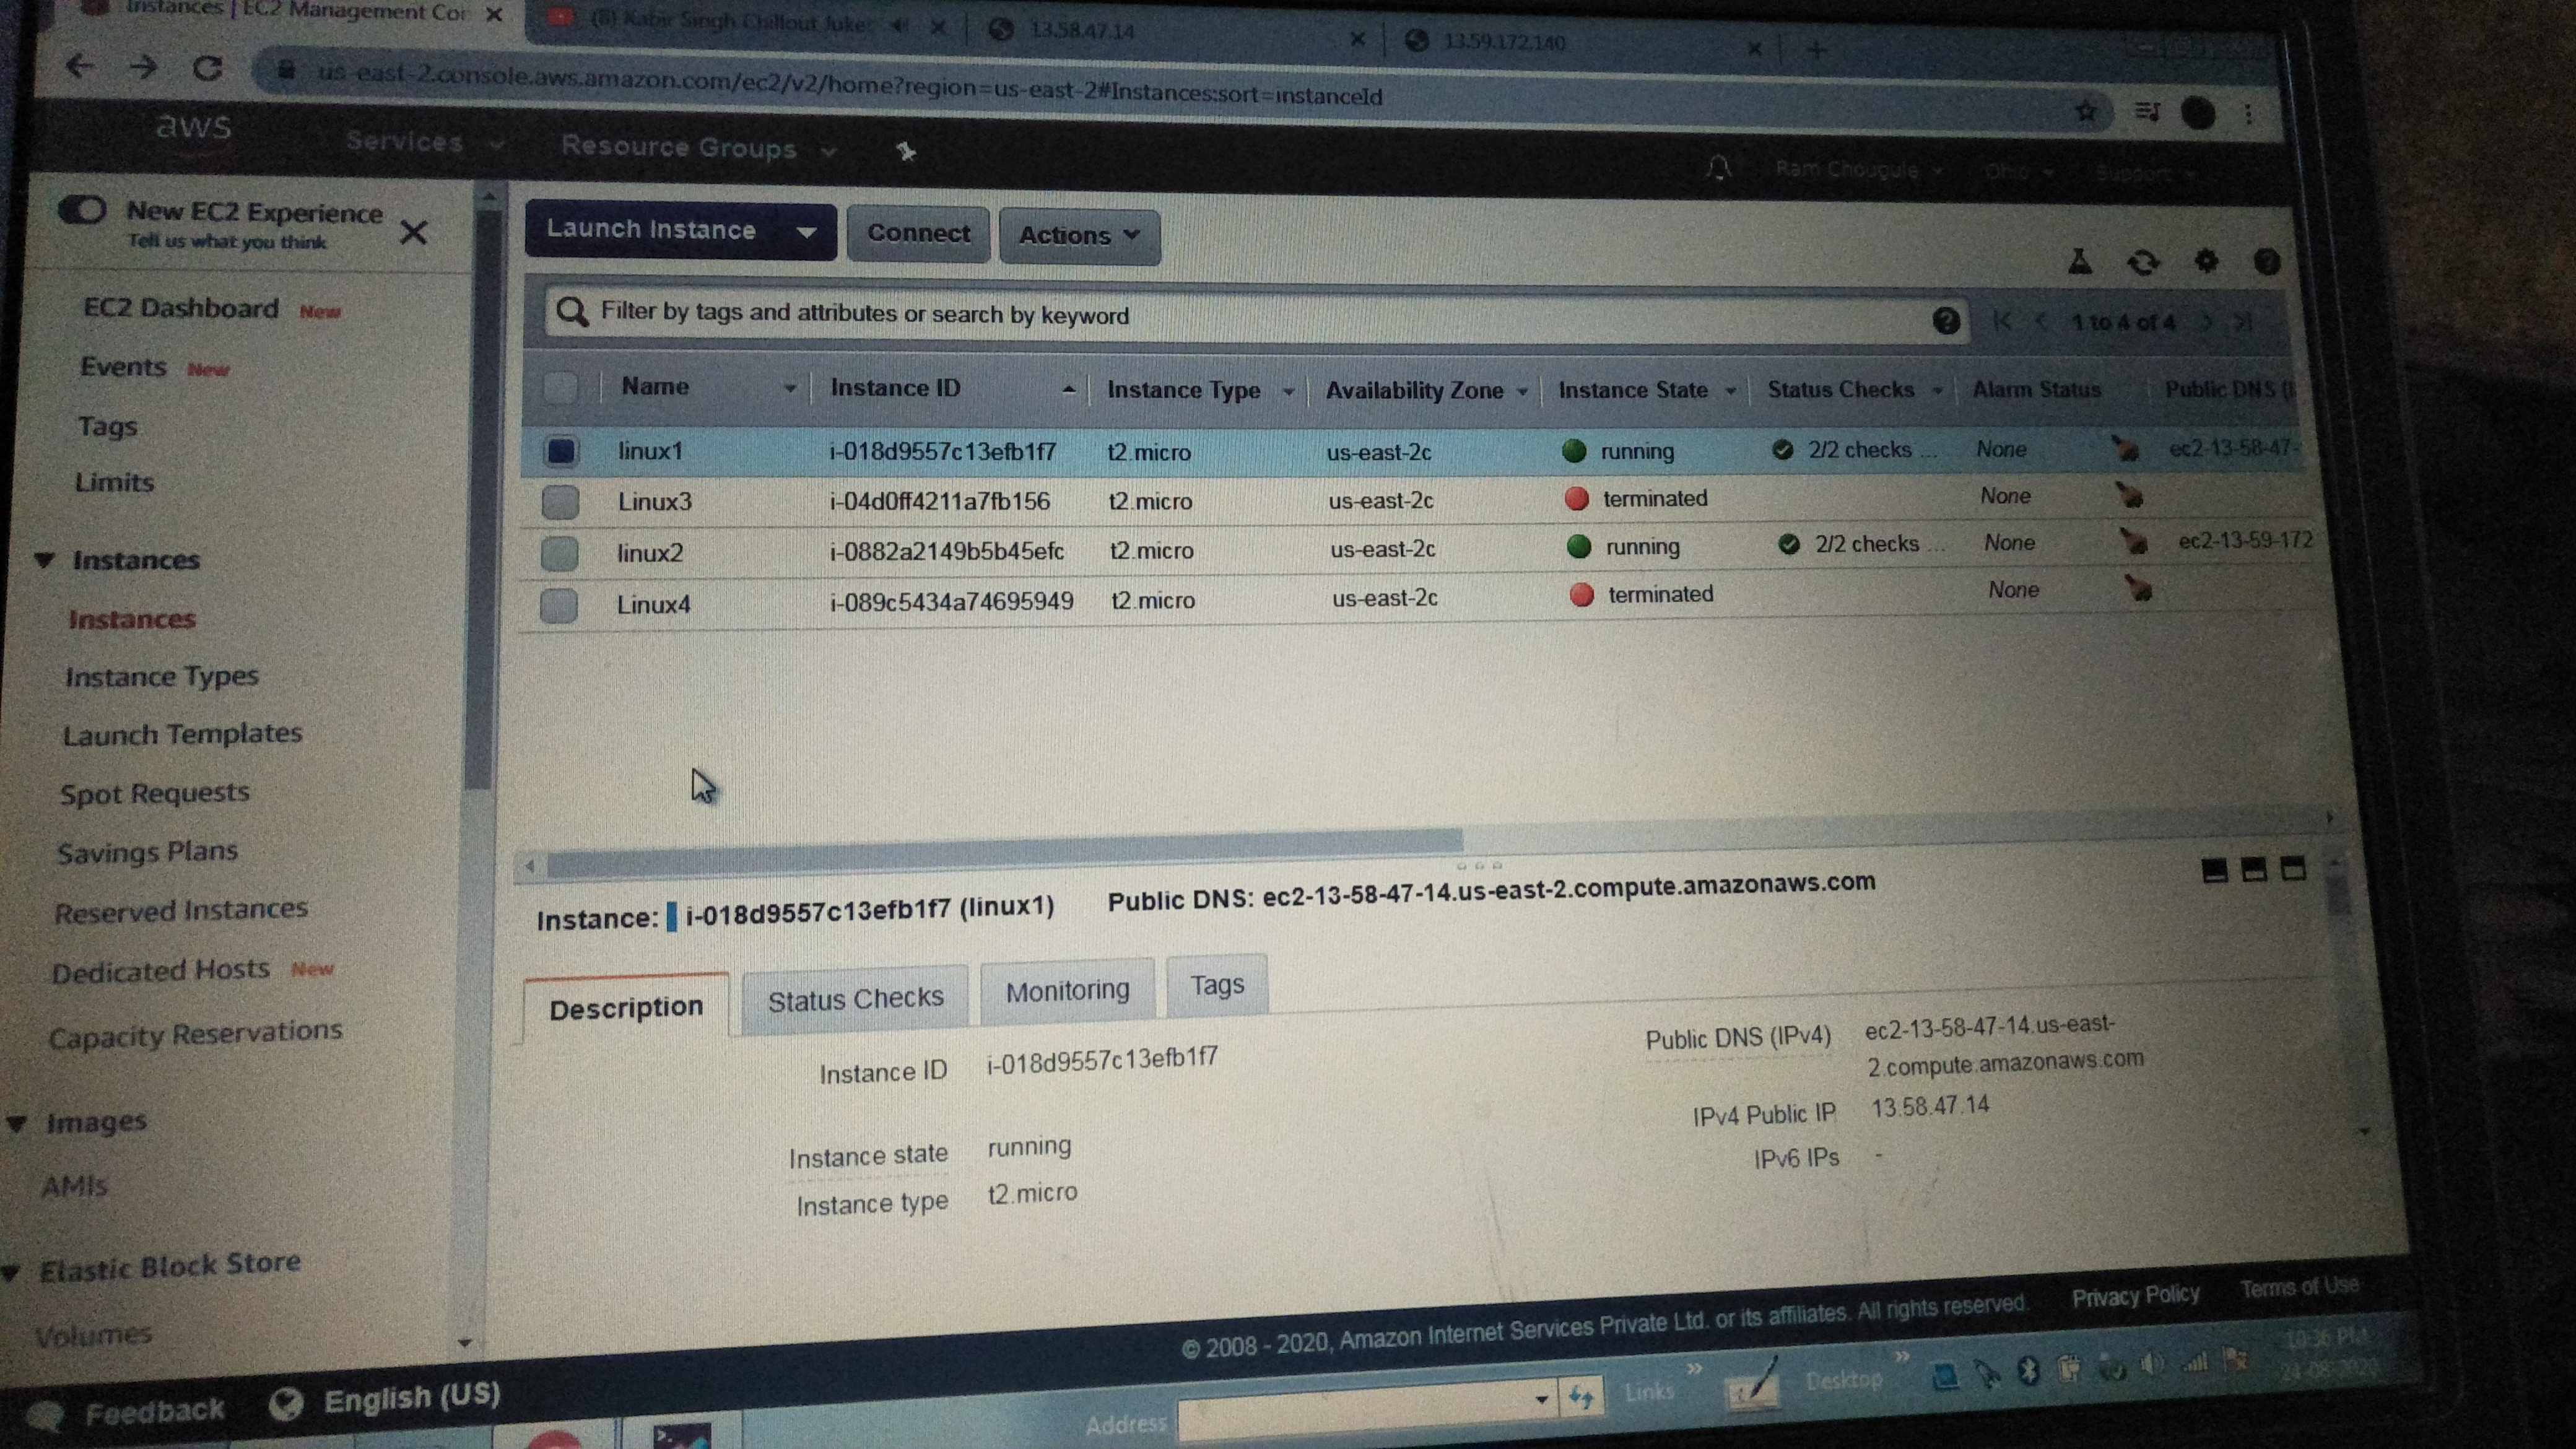 Instances | EC2 Management Con
(6) Kabir Singh Chillout Juke
13.58.47.14
13.59.172.140
us-east-2.console.aws.amazon.com/ec2/v2/home?region=us-east-2#Instances:sort=instanceId
aws Services Resource Groups Ram Chougule Ohio Support
New EC2 Experience
Tell us what you think
EC2 Dashboard New
Events New
Tags
Limits
Instances
Instances
Instance Types
Launch Templates
Spot Requests
Savings Plans
Reserved Instances
Dedicated Hosts New
Capacity Reservations
Images
AMIs
Elastic Block Store
Volumes
Launch Instance Connect Actions
Filter by tags and attributes or search by keyword
1 to 4 of 4
Name Instance ID Instance Type Availability Zone Instance State Status Checks Alarm Status Public DNS (I
linux1 i-018d9557c13efb1f7 t2.micro us-east-2c running 2/2 checks ... None ec2-13-58-47-
Linux3 i-04d0ff4211a7fb156 t2.micro us-east-2c terminated None
linux2 i-0882a2149b5b45efc t2.micro us-east-2c running 2/2 checks ... None ec2-13-59-172
Linux4 i-089c5434a74695949 t2.micro us-east-2c terminated None
Instance: i-018d9557c13efb1f7 (linux1) Public DNS: ec2-13-58-47-14.us-east-2.compute.amazonaws.com
Description Status Checks Monitoring Tags
Instance ID i-018d9557c13efb1f7
Instance state running
Instance type t2.micro
Public DNS (IPv4) ec2-13-58-47-14.us-east-
2.compute.amazonaws.com
IPv4 Public IP 13.58.47.14
IPv6 IPs -
© 2008 - 2020, Amazon Internet Services Private Ltd. or its affiliates. All rights reserved. Privacy Policy Terms of Use
Feedback English (US)
Address Links Desktop
10:36 PM
24-08-2020